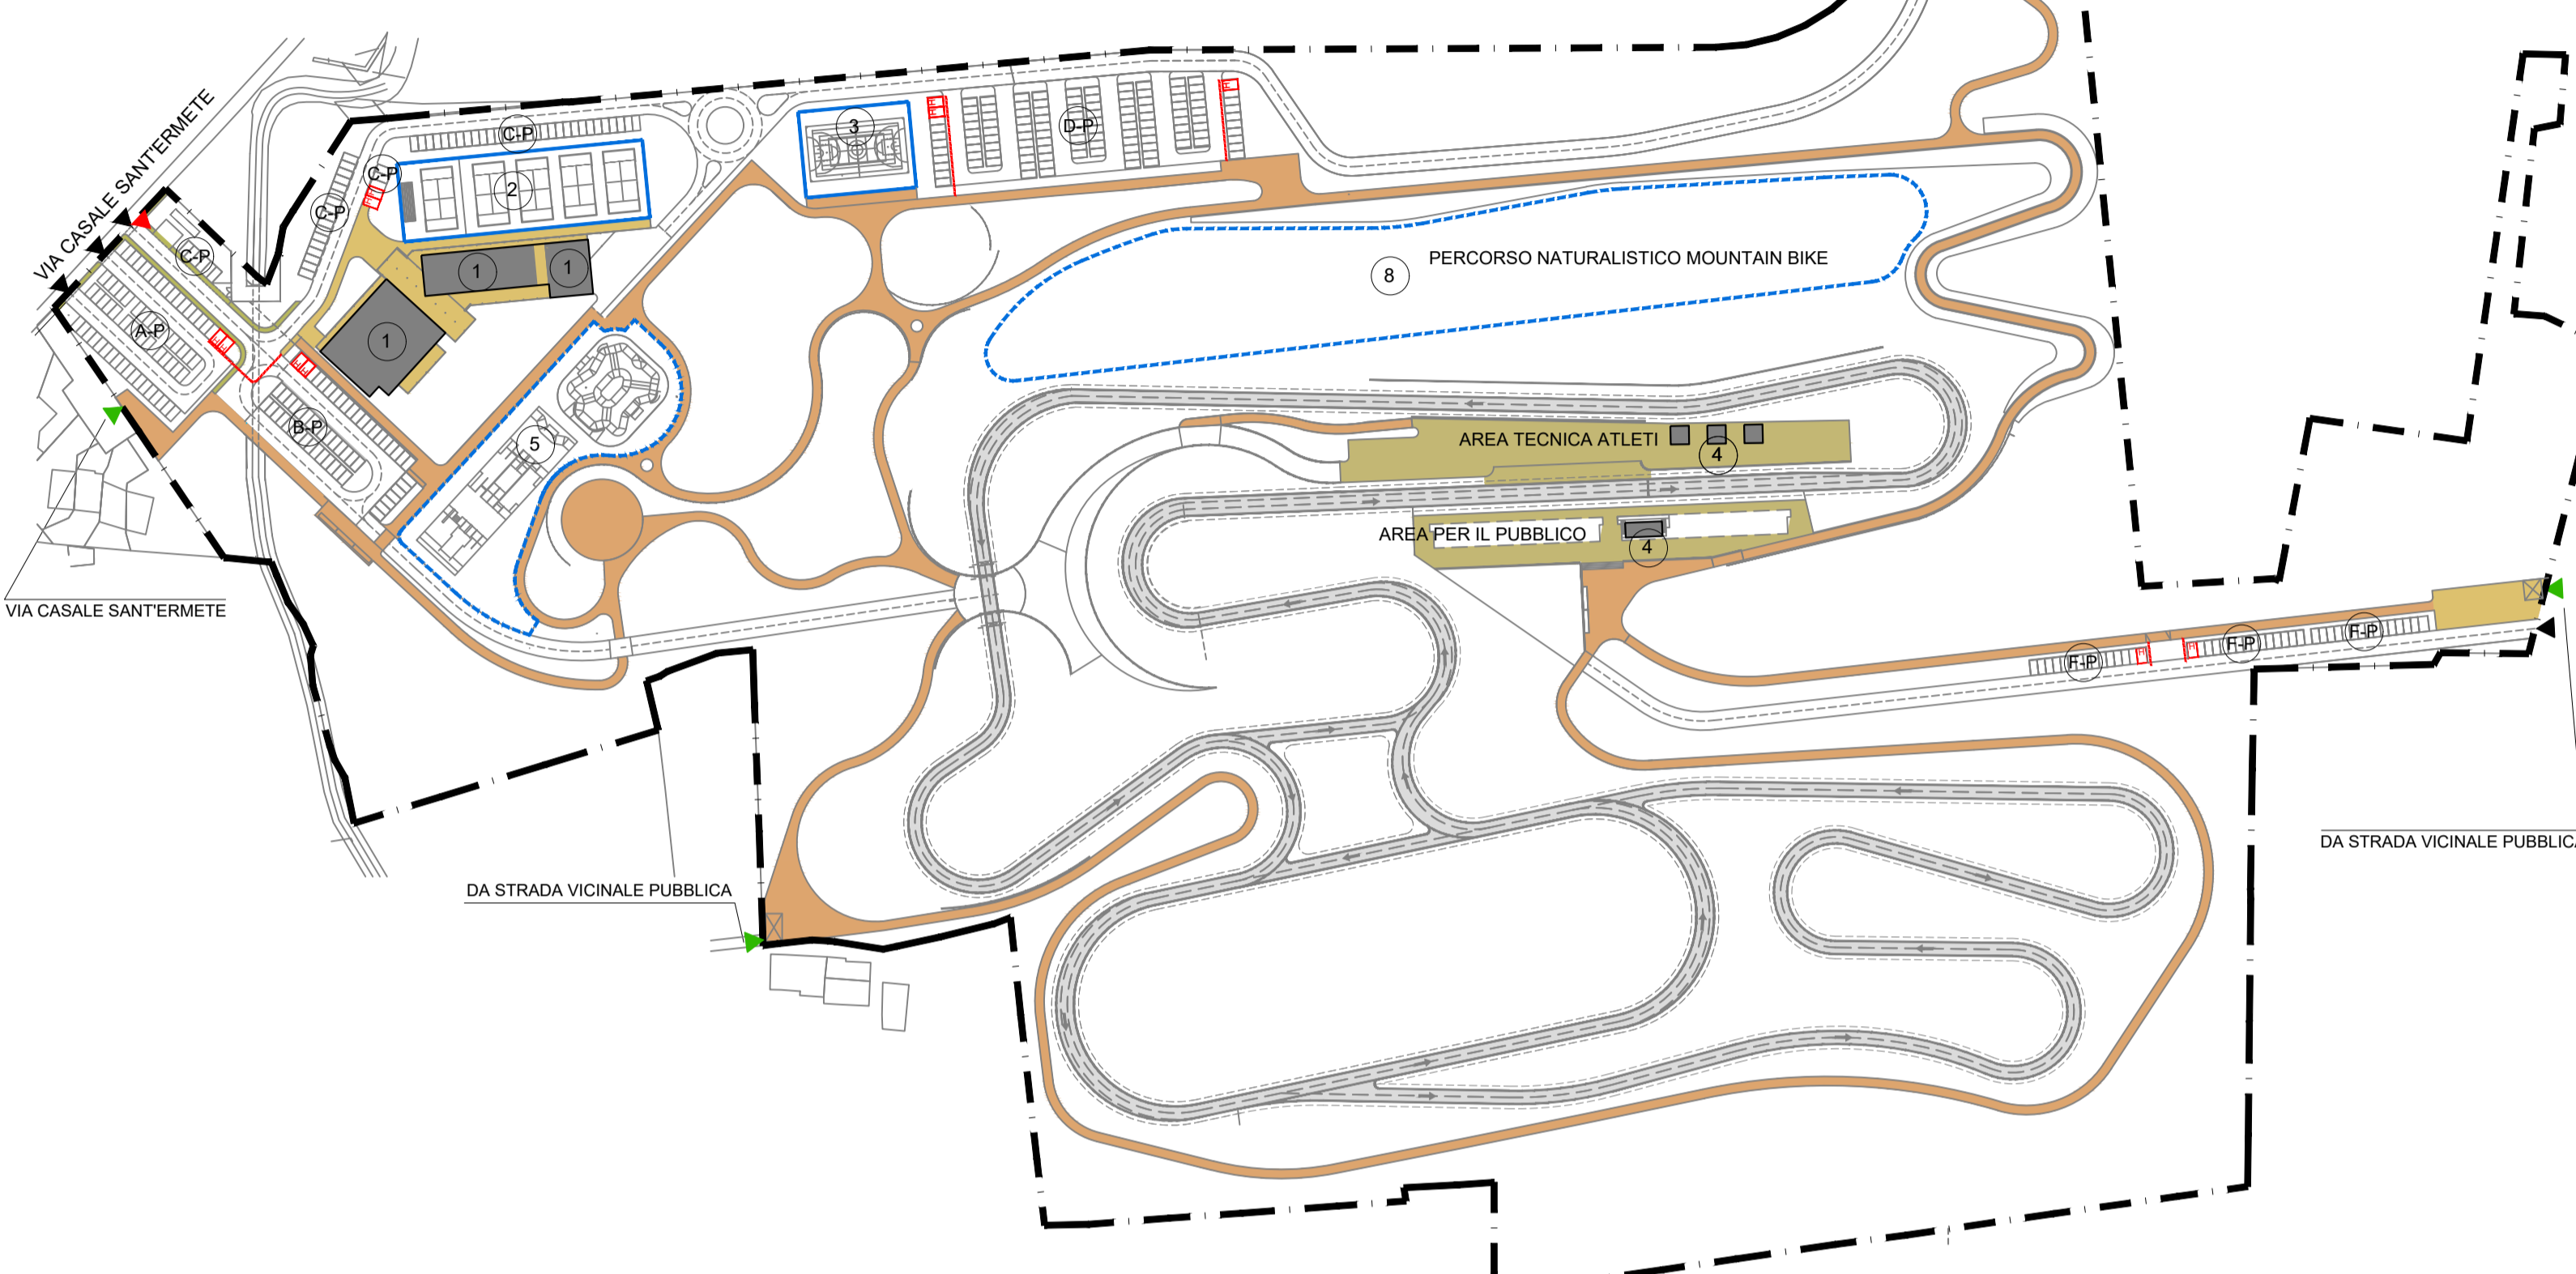 VIA CASALE SANT'ERMETE
C-P
C-P
C-P
C-P
A-P
B-P
D-P
1
1
1
2
3
5
8
PERCORSO NATURALISTICO MOUNTAIN BIKE
AREA TECNICA ATLETI
4
AREA PER IL PUBBLICO
4
VIA CASALE SANT'ERMETE
F-P
F-P
F-P
DA STRADA VICINALE PUBBLICA
DA STRADA VICINALE PUBBLICA